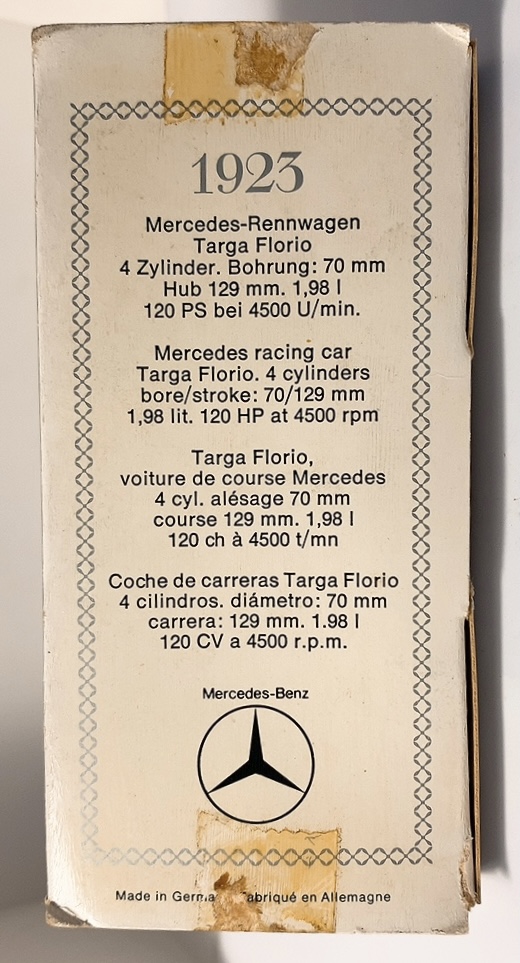 1923
Mercedes-Rennwagen
Targa Florio
4 Zylinder. Bohrung: 70 mm
Hub 129 mm. 1,98 l
120 PS bei 4500 U/min.
Mercedes racing car
Targa Florio. 4 cylinders
bore/stroke: 70/129 mm
1,98 lit. 120 HP at 4500 rpm
Targa Florio,
voiture de course Mercedes
4 cyl. alésage 70 mm
course 129 mm. 1,98 l
120 ch à 4500 t/mn
Coche de carreras Targa Florio
4 cilindros. diámetro: 70 mm
carrera: 129 mm. 1.98 l
120 CV a 4500 r.p.m.
Mercedes-Benz
Made in en Allemagne